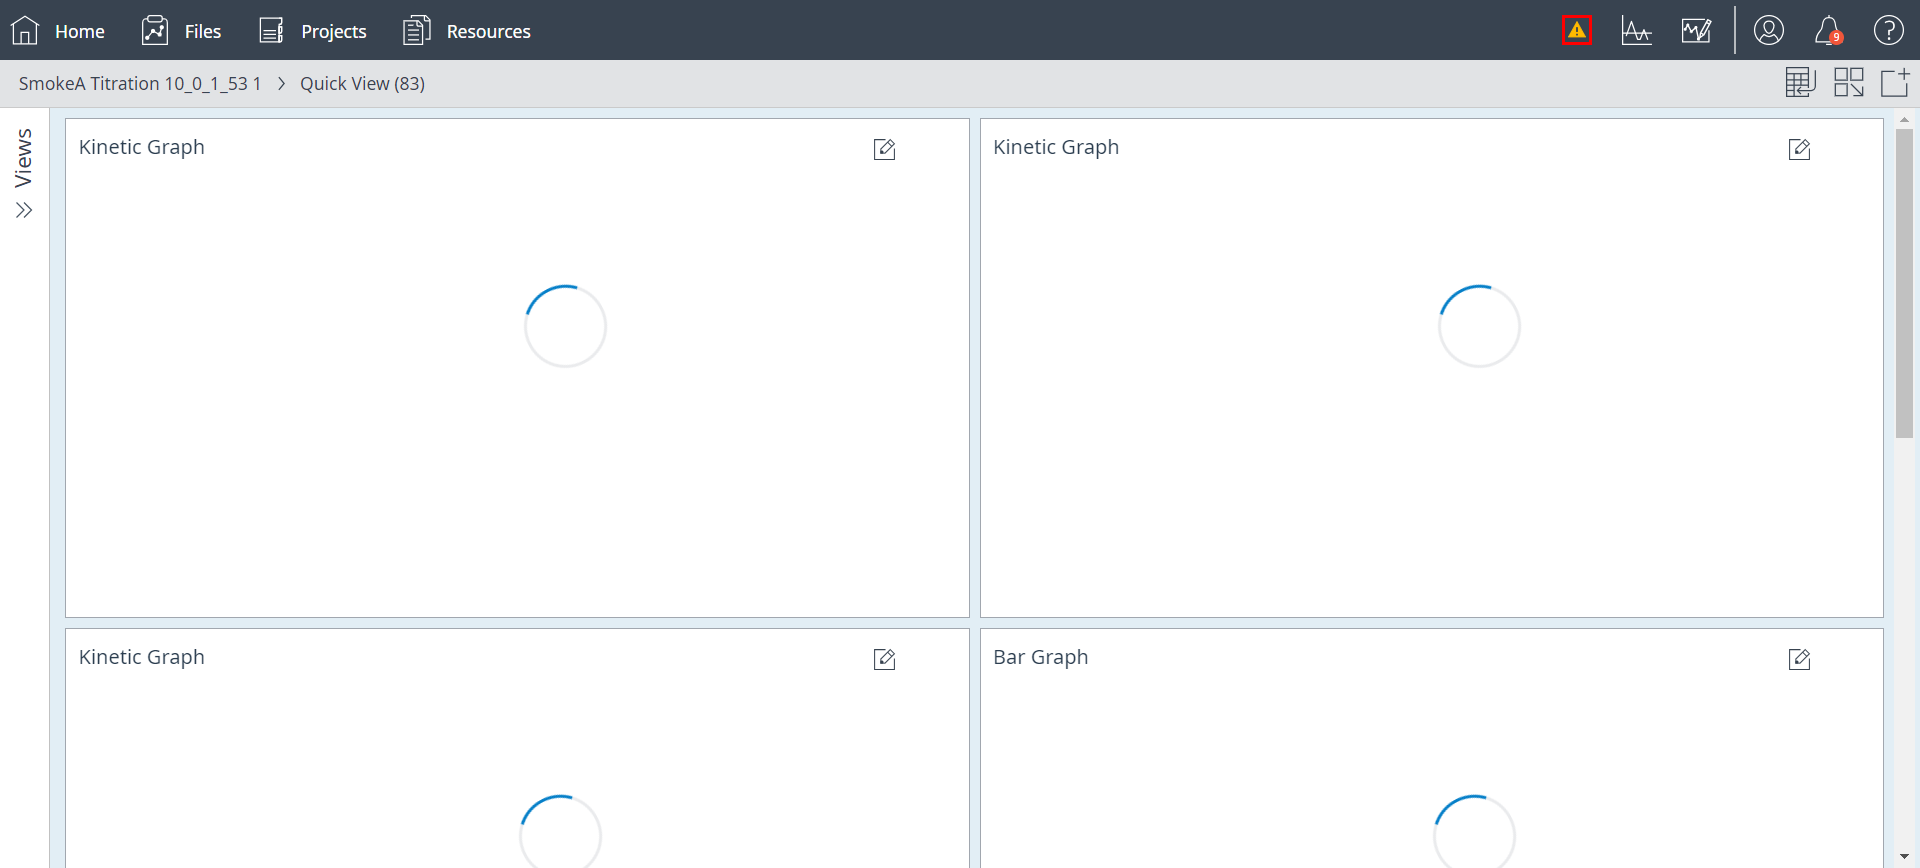 Home Files Projects Resources
9
?
SmokeA Titration 10_0_1_53 1 > Quick View (83)
Views
Kinetic Graph
Kinetic Graph
Kinetic Graph
Bar Graph